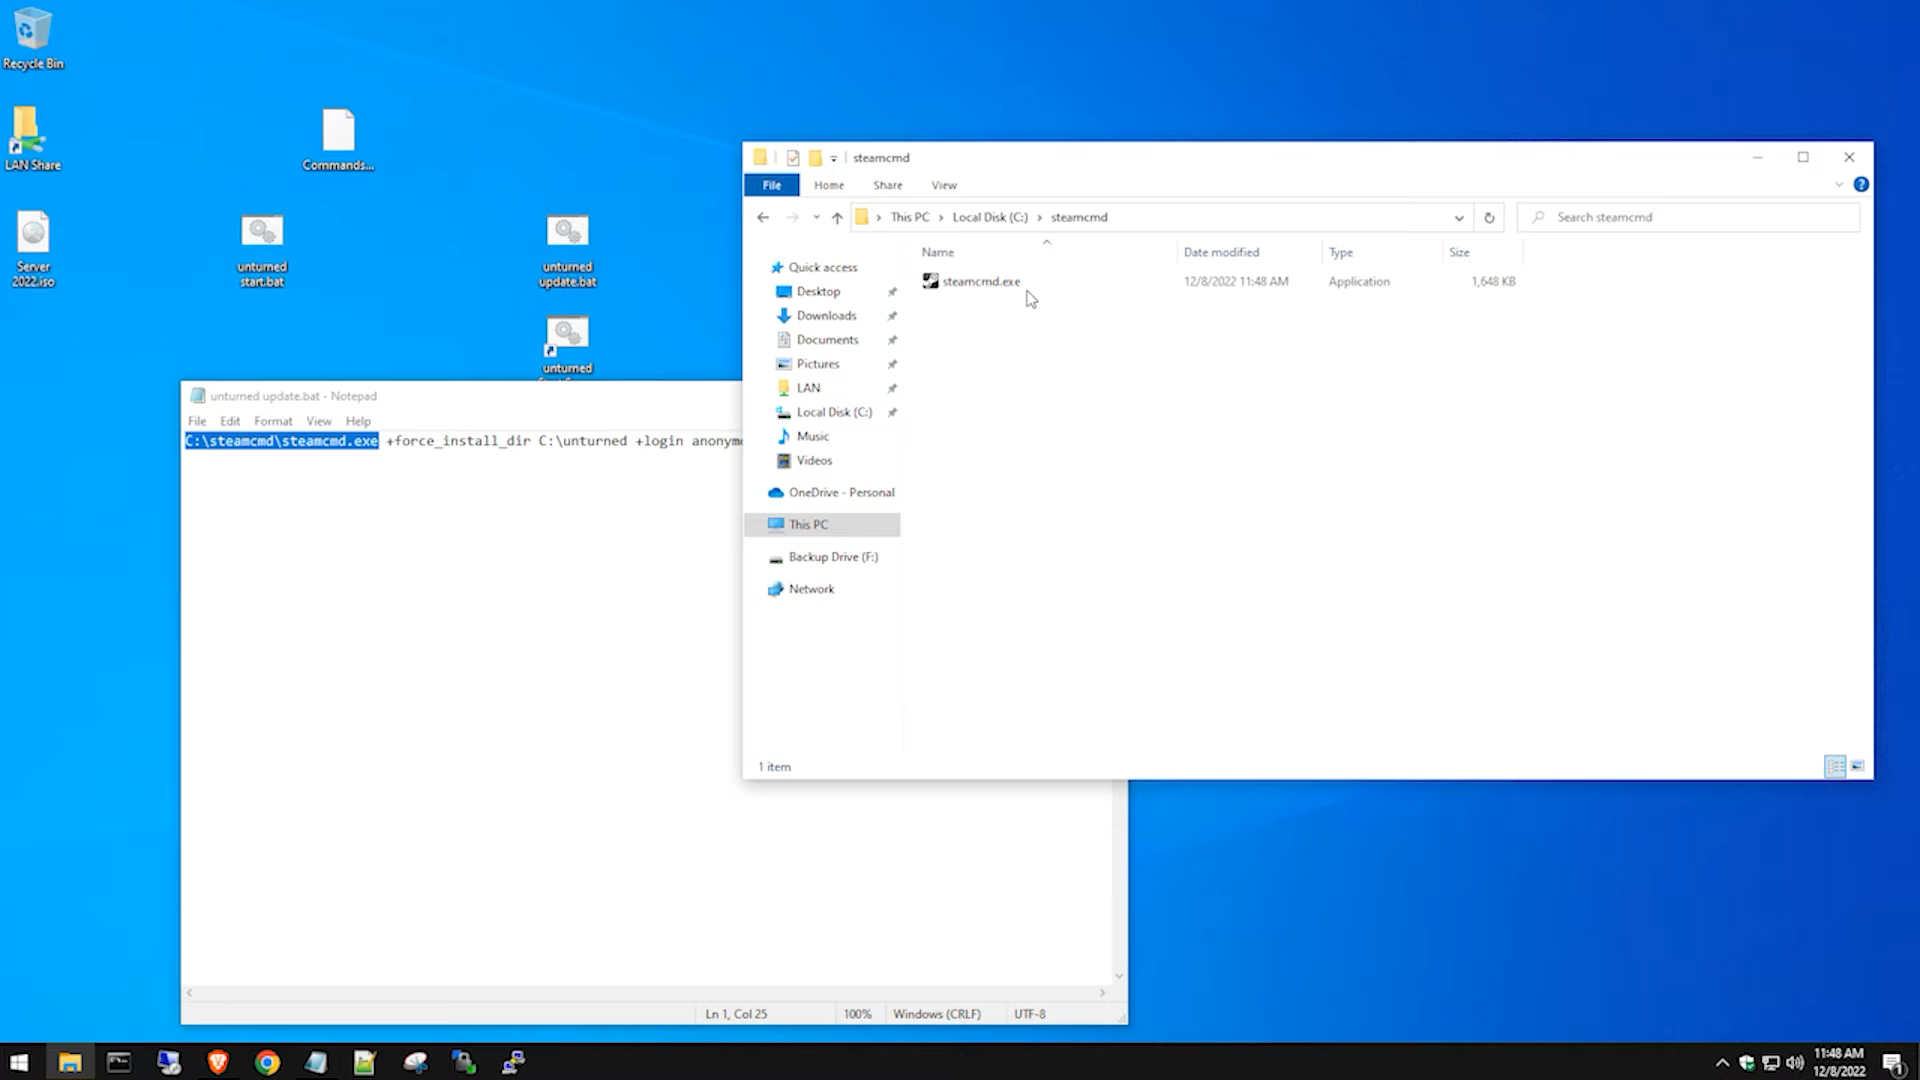 Recycle Bin
LAN Share
Commands...
Server
2022.iso
unturned
start.bat
unturned
update.bat
unturned
unturned update.bat - Notepad
File Edit Format View Help
C:\steamcmd\steamcmd.exe +force_install_dir C:\unturned +login
Ln 1, Col 25 100% Windows (CRLF) UTF-8
steamcmd
File Home Share View
This PC › Local Disk (C:) › steamcmd
Search steamcmd
Name Date modified Type Size
steamcmd.exe 12/8/2022 11:48 AM Application 1,648 KB
Quick access
Desktop
Downloads
Documents
Pictures
LAN
Local Disk (C:)
Music
Videos
OneDrive - Personal
This PC
Backup Drive (F:)
Network
1 item
11:48 AM
12/8/2022
1